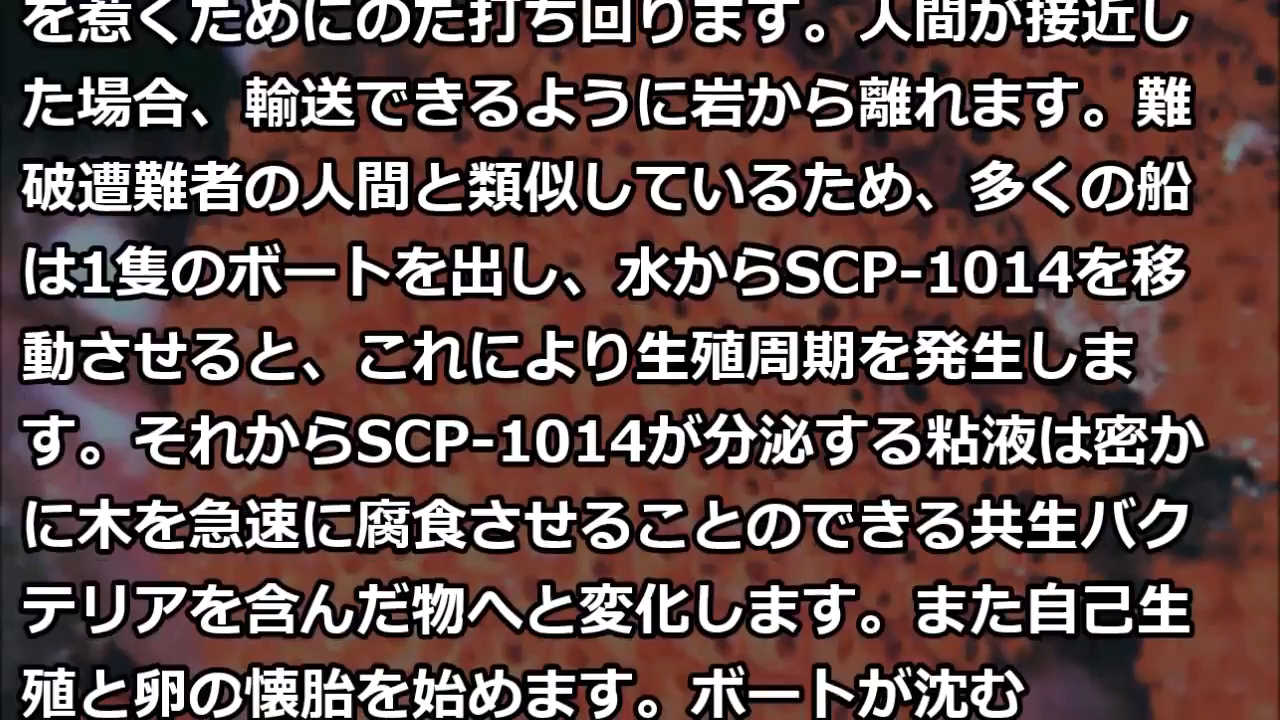 を惹くためにのた打ち回ります。人間が接近し
た場合、輸送できるように岩から離れます。難
破遭難者の人間と類似しているため、多くの船
は1隻のボートを出し、水からSCP-1014を移
動させると、これにより生殖周期を発生しま
す。それからSCP-1014が分泌する粘液は密か
に木を急速に腐食させることのできる共生バク
テリアを含んだ物へと変化します。また自己生
殖と卵の懐胎を始めます。ボートが沈む